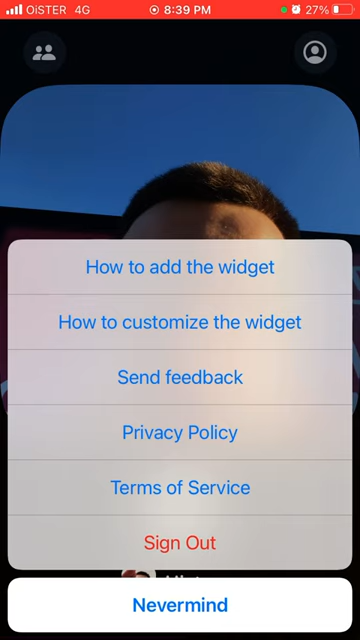 OiSTER 4G 8:39 PM 27%
How to add the widget
How to customize the widget
Send feedback
Privacy Policy
Terms of Service
Sign Out
Nevermind